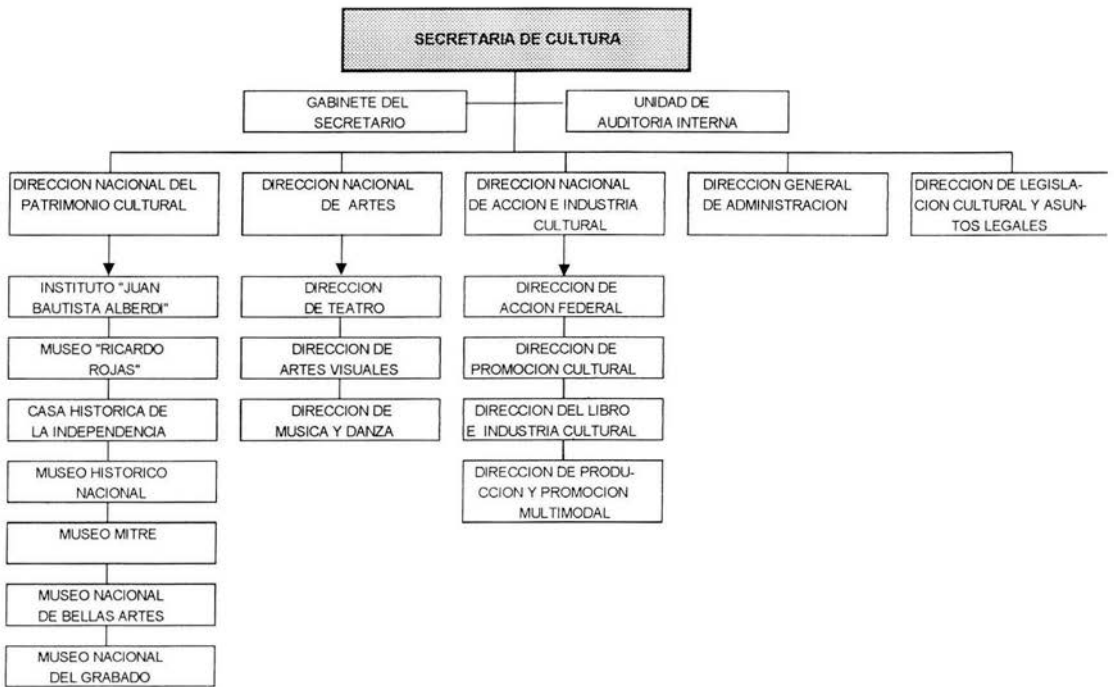 SECRETARIA DE CULTURA
GABINETE DEL
SECRETARIO
UNIDAD DE
AUDITORIA INTERNA
DIRECCION NACIONAL DEL
PATRIMONIO CULTURAL
DIRECCION NACIONAL
DE ARTES
DIRECCION NACIONAL
DE ACCION E INDUSTRIA
CULTURAL
DIRECCION GENERAL
DE ADMINISTRACION
DIRECCION DE LEGISLA-
CION CULTURAL Y ASUN-
TOS LEGALES
INSTITUTO "JUAN
BAUTISTA ALBERDI"
MUSEO "RICARDO
ROJAS"
CASA HISTORICA DE
LA INDEPENDENCIA
MUSEO HISTORICO
NACIONAL
MUSEO MITRE
MUSEO NACIONAL
DE BELLAS ARTES
MUSEO NACIONAL
DEL GRABADO
DIRECCION
DE TEATRO
DIRECCION DE
ARTES VISUALES
DIRECCION DE
MUSICA Y DANZA
DIRECCION DE
ACCION FEDERAL
DIRECCION DE
PROMOCION CULTURAL
DIRECCION DEL LIBRO
E INDUSTRIA CULTURAL
DIRECCION DE PRODU-
CCION Y PROMOCION
MULTIMODAL